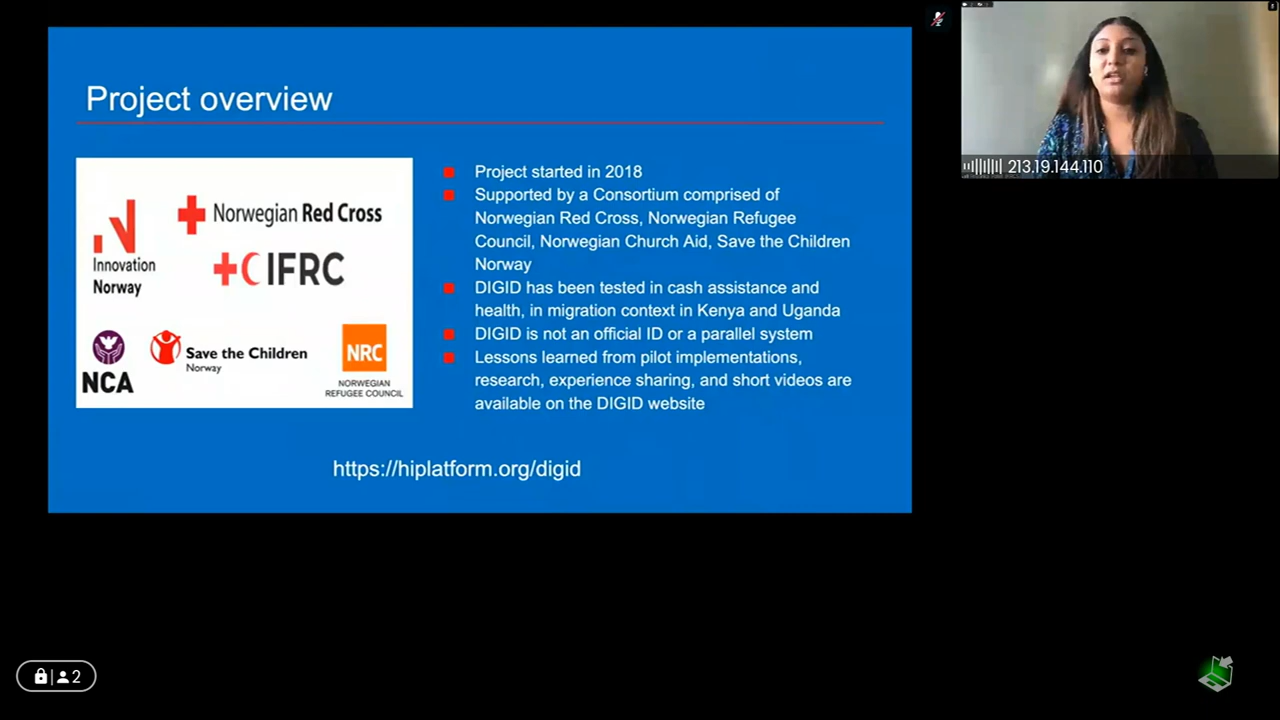 Project overview
Innovation
Norway
Norwegian Red Cross
IFRC
NCA
Save the Children
Norway
NRC
NORWEGIAN
REFUGEE COUNCIL
Project started in 2018
Supported by a Consortium comprised of
Norwegian Red Cross, Norwegian Refugee
Council, Norwegian Church Aid, Save the Children
Norway
DIGID has been tested in cash assistance and
health, in migration context in Kenya and Uganda
DIGID is not an official ID or a parallel system
Lessons learned from pilot implementations,
research, experience sharing, and short videos are
available on the DIGID website
https://hiplatform.org/digid
213.19.144.110
2